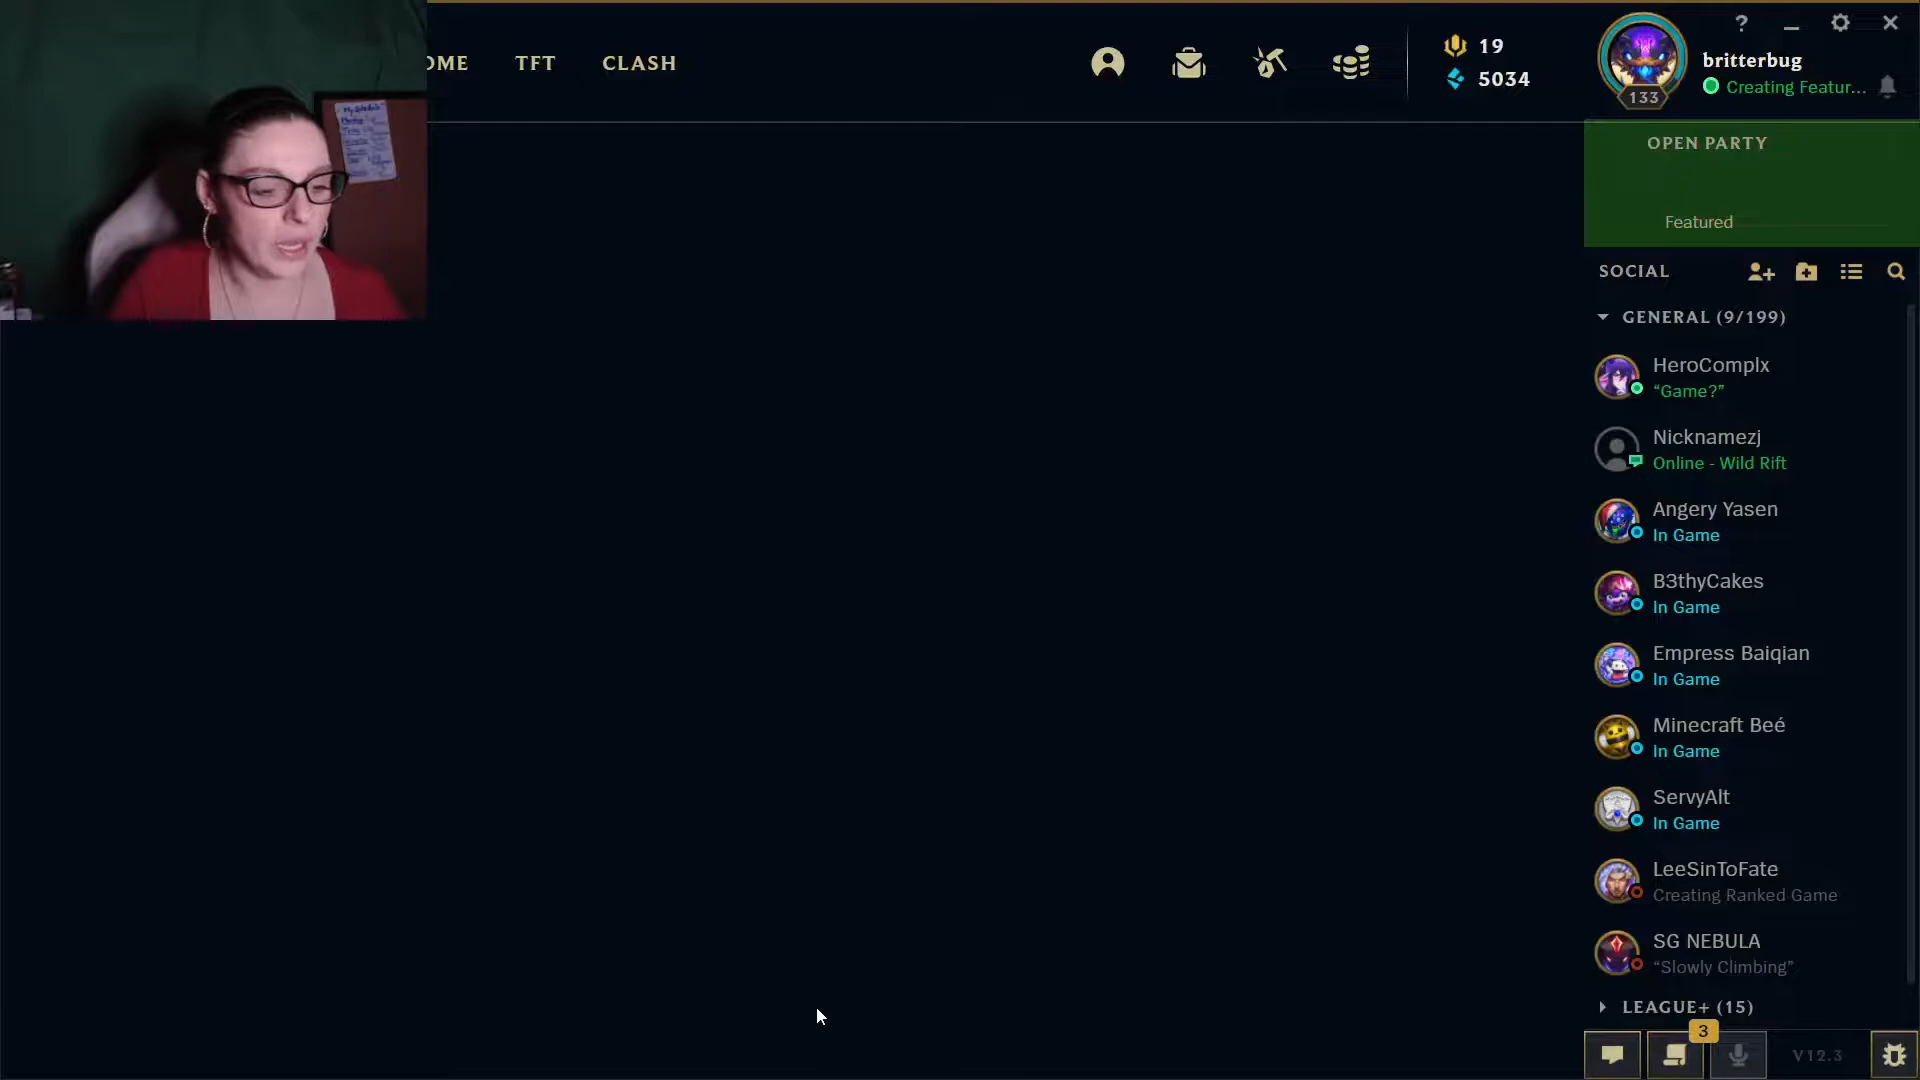 OME TFT CLASH
19
5034
133
britterbug
Creating Featur...
OPEN PARTY
Featured
SOCIAL
GENERAL (9/199)
HeroComplx
“Game?”
Nicknamezj
Online - Wild Rift
Angery Yasen
In Game
B3thyCakes
In Game
Empress Baiqian
In Game
Minecraft Beé
In Game
ServyAlt
In Game
LeeSinToFate
Creating Ranked Game
SG NEBULA
“Slowly Climbing”
LEAGUE+ (15)
3
V12.3